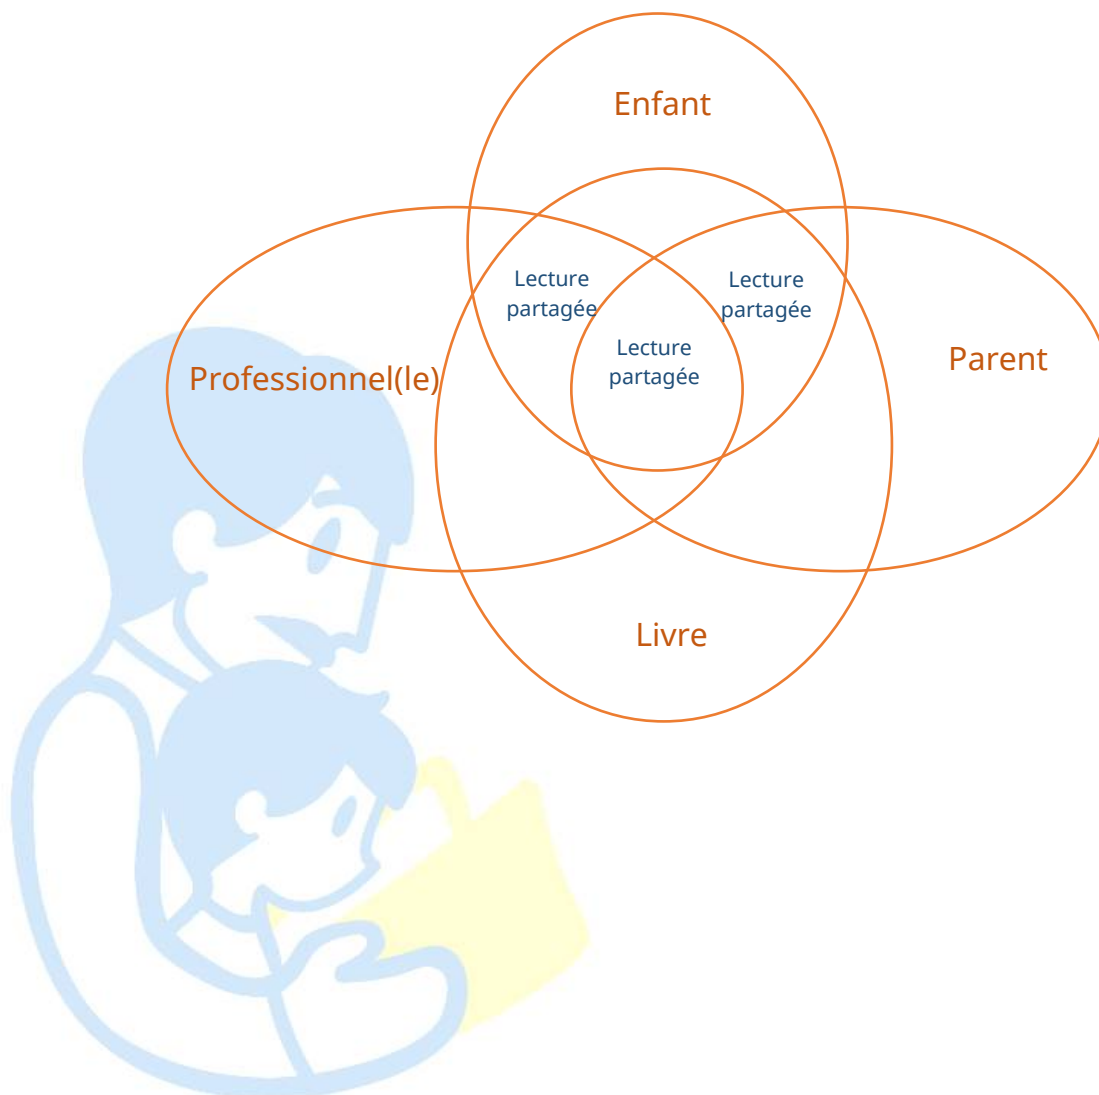 Enfant
Lecture
partagée
Lecture
partagée
Lecture
partagée
Professionnel(le)
Parent
Livre